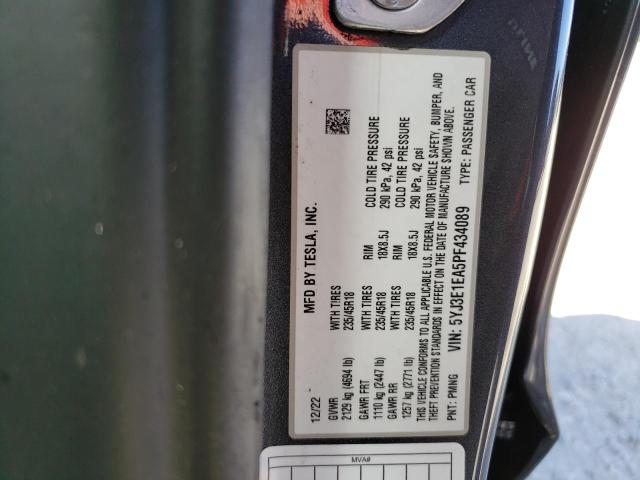 MFD BY TESLA, INC.
12/22
GVWR WITH TIRES RIM COLD TIRE PRESSURE
2129 kg (4694 lb) 235/45R18 18X8.5J 290 kPa, 42 psi
GAWR FRT WITH TIRES RIM COLD TIRE PRESSURE
1110 kg (2447 lb) 235/45R18 18X8.5J 290 kPa, 42 psi
GAWR RR WITH TIRES
1257 kg (2771 lb) 235/45R18
THIS VEHICLE CONFORMS TO ALL APPLICABLE U.S. FEDERAL MOTOR VEHICLE SAFETY, BUMPER, AND
THEFT PREVENTION STANDARDS IN EFFECT ON THE DATE OF MANUFACTURE SHOWN ABOVE.
PNT: PMNG VIN: 5YJ3E1EA5PF434089 TYPE: PASSENGER CAR
MVA#